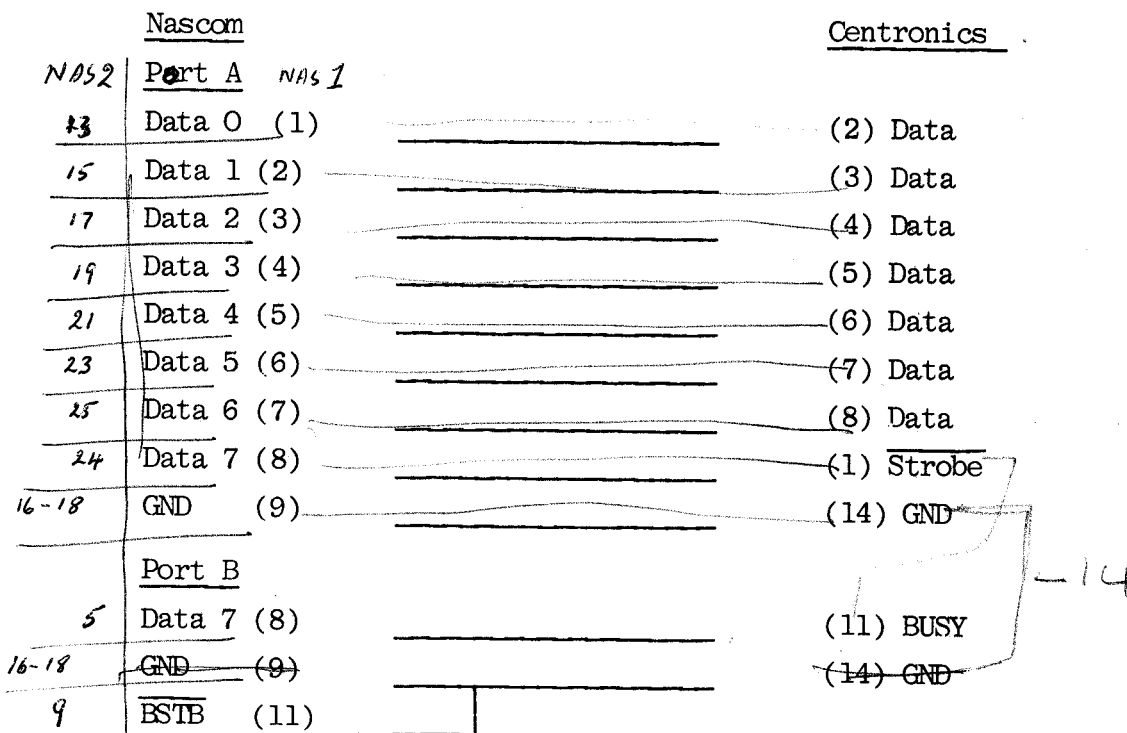 Nascom Centronics
NAS2 Port A NAS 1
13 Data 0 (1) (2) Data
15 Data 1 (2) (3) Data
17 Data 2 (3) (4) Data
19 Data 3 (4) (5) Data
21 Data 4 (5) (6) Data
23 Data 5 (6) (7) Data
25 Data 6 (7) (8) Data
24 Data 7 (8) (1) Strobe
16-18 GND (9) (14) GND
-14
Port B
5 Data 7 (8) (11) BUSY
16-18 GND (9) (14) GND
9 BSTB (11)